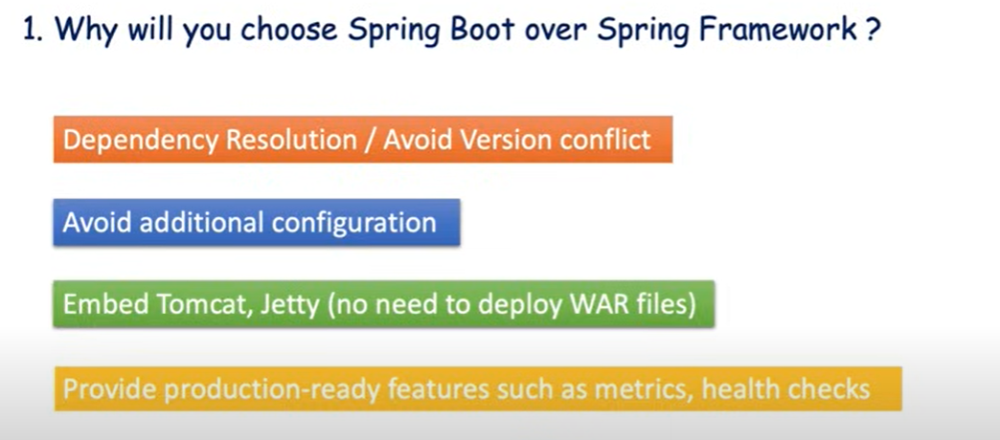 1. Why will you choose Spring Boot over Spring Framework ?
Dependency Resolution / Avoid Version conflict
Avoid additional configuration
Embed Tomcat, Jetty (no need to deploy WAR files)
Provide production-ready features such as metrics, health checks